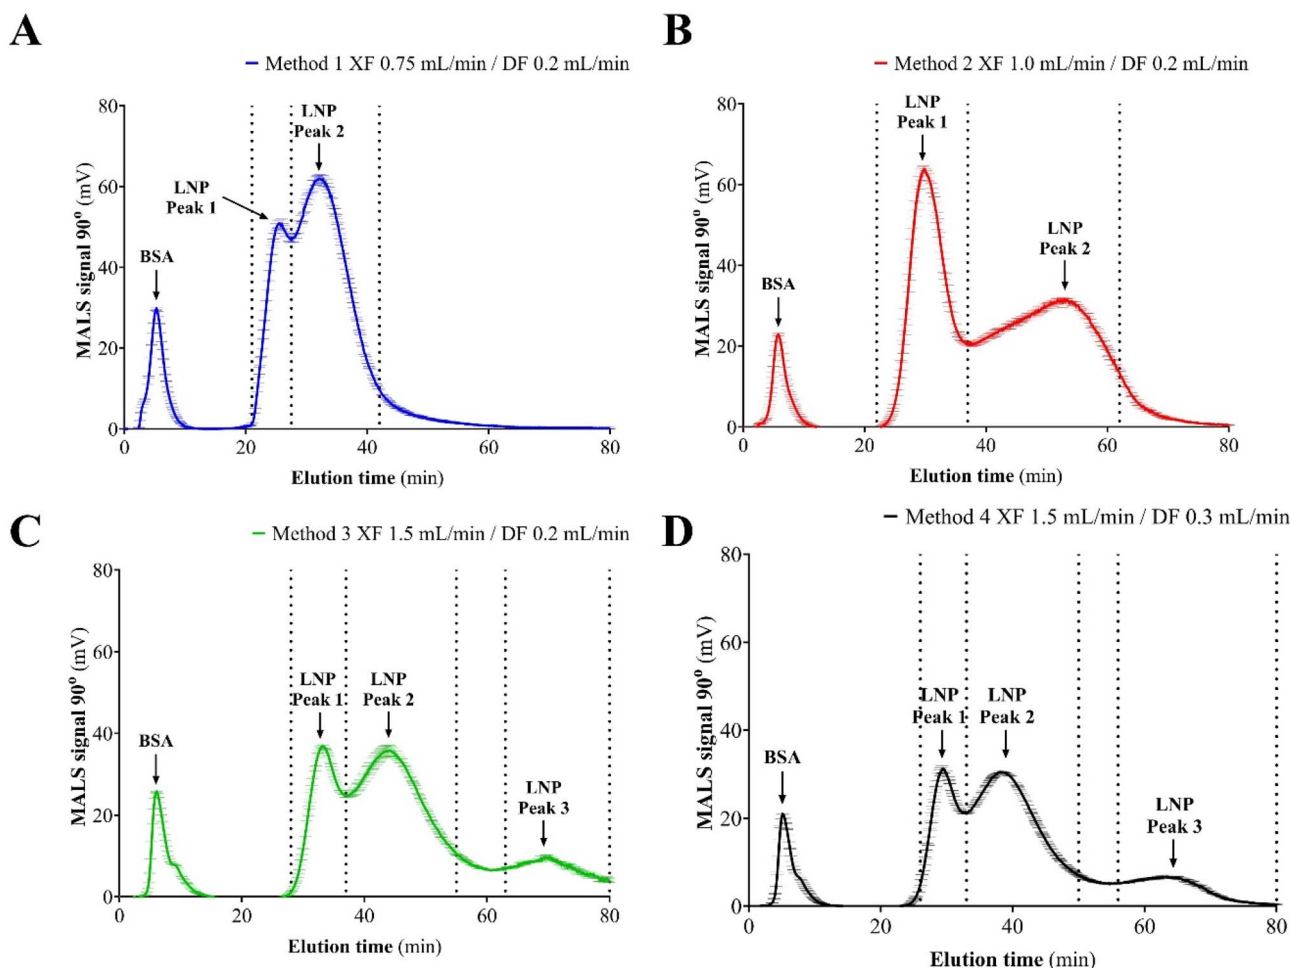 A
Method 1 XF 0.75 mL/min / DF 0.2 mL/min
MALS signal 90° (mV)
80
60
40
20
0
BSA
LNP
Peak 1
LNP
Peak 2
0 20 40 60 80
Elution time (min)
B
Method 2 XF 1.0 mL/min / DF 0.2 mL/min
MALS signal 90° (mV)
80
60
40
20
0
BSA
LNP
Peak 1
LNP
Peak 2
0 20 40 60 80
Elution time (min)
C
Method 3 XF 1.5 mL/min / DF 0.2 mL/min
MALS signal 90° (mV)
80
60
40
20
0
BSA
LNP
Peak 1
LNP
Peak 2
LNP
Peak 3
0 20 40 60 80
Elution time (min)
D
Method 4 XF 1.5 mL/min / DF 0.3 mL/min
MALS signal 90° (mV)
80
60
40
20
0
BSA
LNP
Peak 1
LNP
Peak 2
LNP
Peak 3
0 20 40 60 80
Elution time (min)